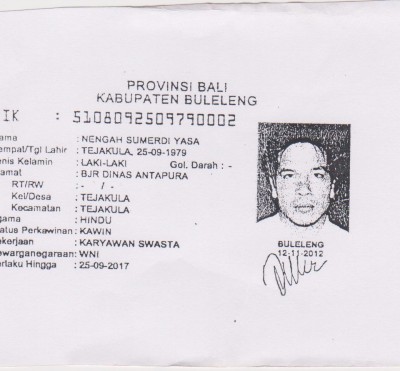 PROVINSI BALI
KABUPATEN BULELENG
IK : 5108092509790002
ama : NENGAH SUMERDI YASA
empat/Tgl Lahir : TEJAKULA, 25-09-1979
enis Kelamin : LAKI-LAKI Gol. Darah : -
amat : BJR DINAS ANTAPURA
RT/RW : - / -
Kel/Desa : TEJAKULA
Kecamatan : TEJAKULA
gama : HINDU
tatus Perkawinan : KAWIN
ekerjaan : KARYAWAN SWASTA
ewarganegaraan : WNI
erlaku Hingga : 25-09-2017
BULELENG
12-11-2012